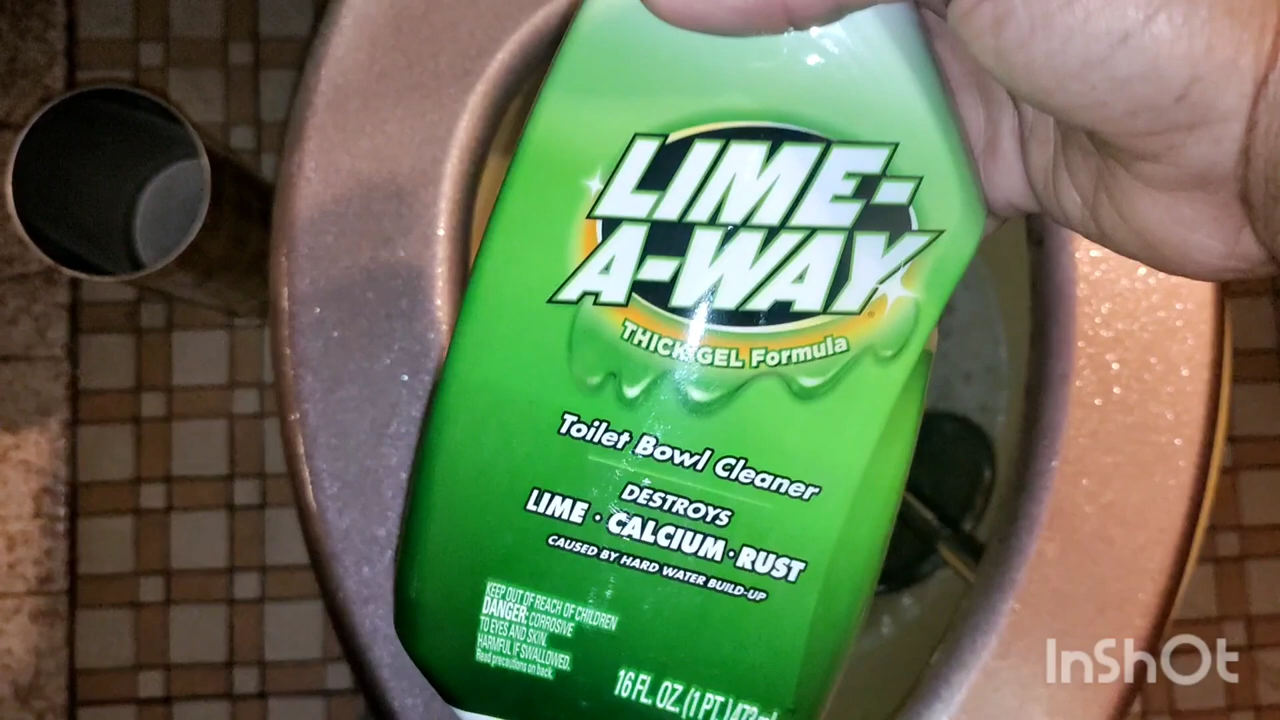 LIME-
A-WAY
THICK GEL Formula
Toilet Bowl Cleaner
DESTROYS
LIME · CALCIUM · RUST
CAUSED BY HARD WATER BUILD-UP
KEEP OUT OF REACH OF CHILDREN
DANGER: CORROSIVE
TO EYES AND SKIN.
HARMFUL IF SWALLOWED.
Read precautions on back.
16 FL. OZ. (1 PT.)
InShOt